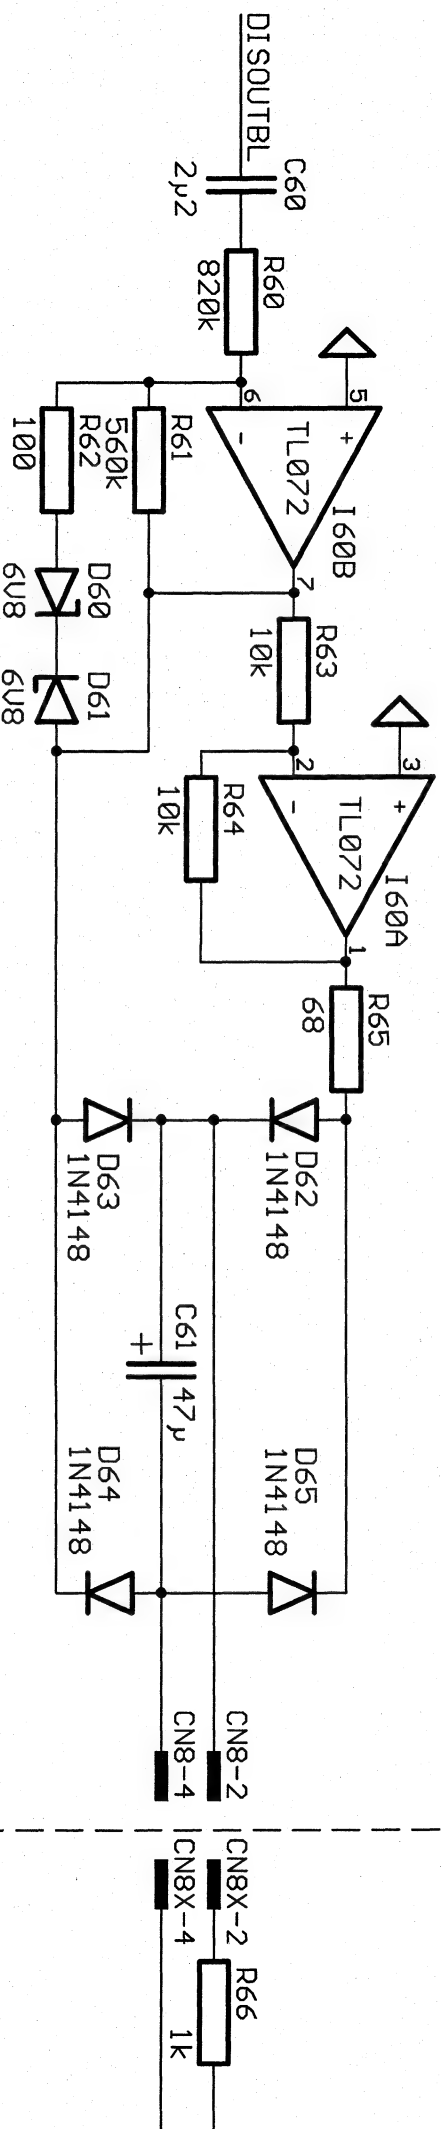 DISOUTBL
C60
2µ2
R60
820k
5
6
+
-
TL072
I60B
7
R61
560k
R62
100
D60
6V8
D61
6V8
R63
10k
3
2
+
-
TL072
I60A
1
R64
10k
R65
68
D62
1N4148
D63
1N4148
C61
47µ
+
D65
1N4148
D64
1N4148
CN8-2
CN8-4
CN8X-2
CN8X-4
R66
1k